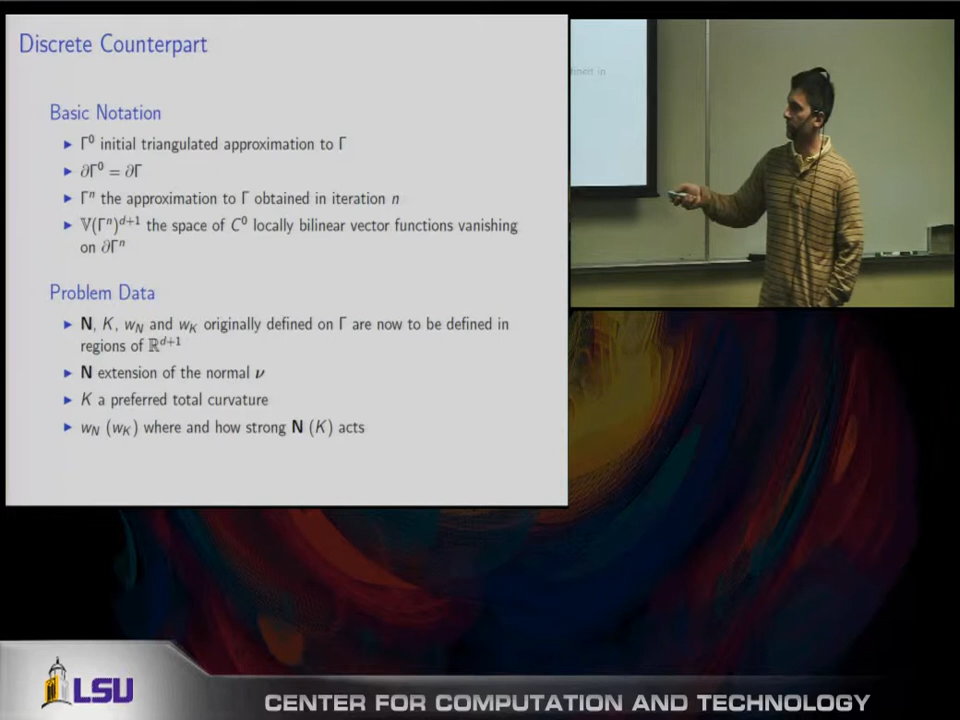 Discrete Counterpart
Basic Notation
► Γ⁰ initial triangulated approximation to Γ
► ∂Γ⁰ = ∂Γ
► Γⁿ the approximation to Γ obtained in iteration n
► 𝕍(Γⁿ)ᵈ⁺¹ the space of C⁰ locally bilinear vector functions vanishing
on ∂Γⁿ
Problem Data
► N, K, w_N and w_K originally defined on Γ are now to be defined in
regions of ℝᵈ⁺¹
► N extension of the normal ν
► K a preferred total curvature
► w_N (w_K) where and how strong N (K) acts
fined in
LSU
CENTER FOR COMPUTATION AND TECHNOLOGY